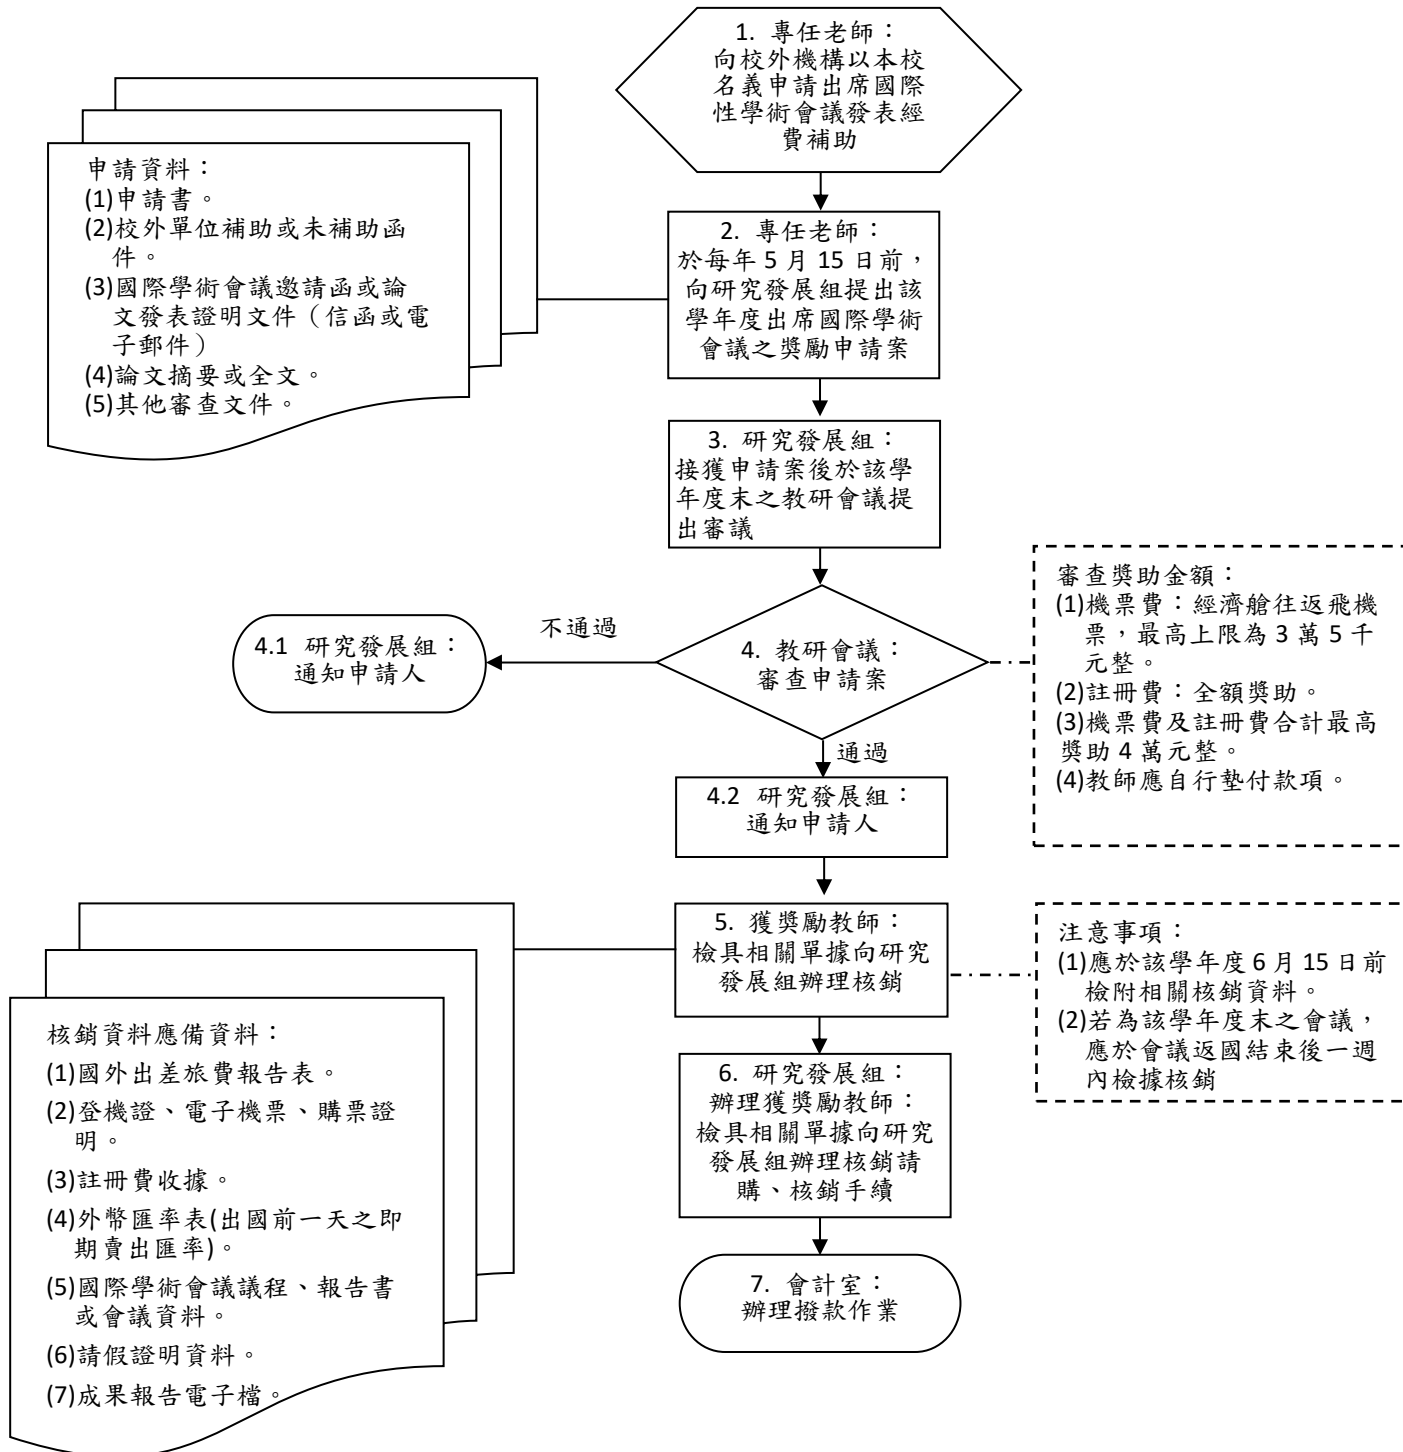 1. 專任老師：
向校外機構以本校
名義申請出席國際
性學術會議發表經
費補助
申請資料：
(1)申請書。
(2)校外單位補助或未補助函
件。
(3)國際學術會議邀請函或論
文發表證明文件（信函或電
子郵件）
(4)論文摘要或全文。
(5)其他審查文件。
2. 專任老師：
於每年 5 月 15 日前，
向研究發展組提出該
學年度出席國際學術
會議之獎勵申請案
3. 研究發展組：
接獲申請案後於該學
年度末之教研會議提
出審議
4. 教研會議：
審查申請案
不通過
4.1 研究發展組：
通知申請人
審查獎助金額：
(1)機票費：經濟艙往返飛機
票，最高上限為 3 萬 5 千
元整。
(2)註冊費：全額獎助。
(3)機票費及註冊費合計最高
獎助 4 萬元整。
(4)教師應自行墊付款項。
通過
4.2 研究發展組：
通知申請人
5. 獲獎勵教師：
檢具相關單據向研究
發展組辦理核銷
注意事項：
(1)應於該學年度 6 月 15 日前
檢附相關核銷資料。
(2)若為該學年度末之會議，
應於會議返國結束後一週
內檢據核銷
核銷資料應備資料：
(1)國外出差旅費報告表。
(2)登機證、電子機票、購票證
明。
(3)註冊費收據。
(4)外幣匯率表(出國前一天之即
期賣出匯率)。
(5)國際學術會議議程、報告書
或會議資料。
(6)請假證明資料。
(7)成果報告電子檔。
6. 研究發展組：
辦理獲獎勵教師：
檢具相關單據向研究
發展組辦理核銷請
購、核銷手續
7. 會計室：
辦理撥款作業